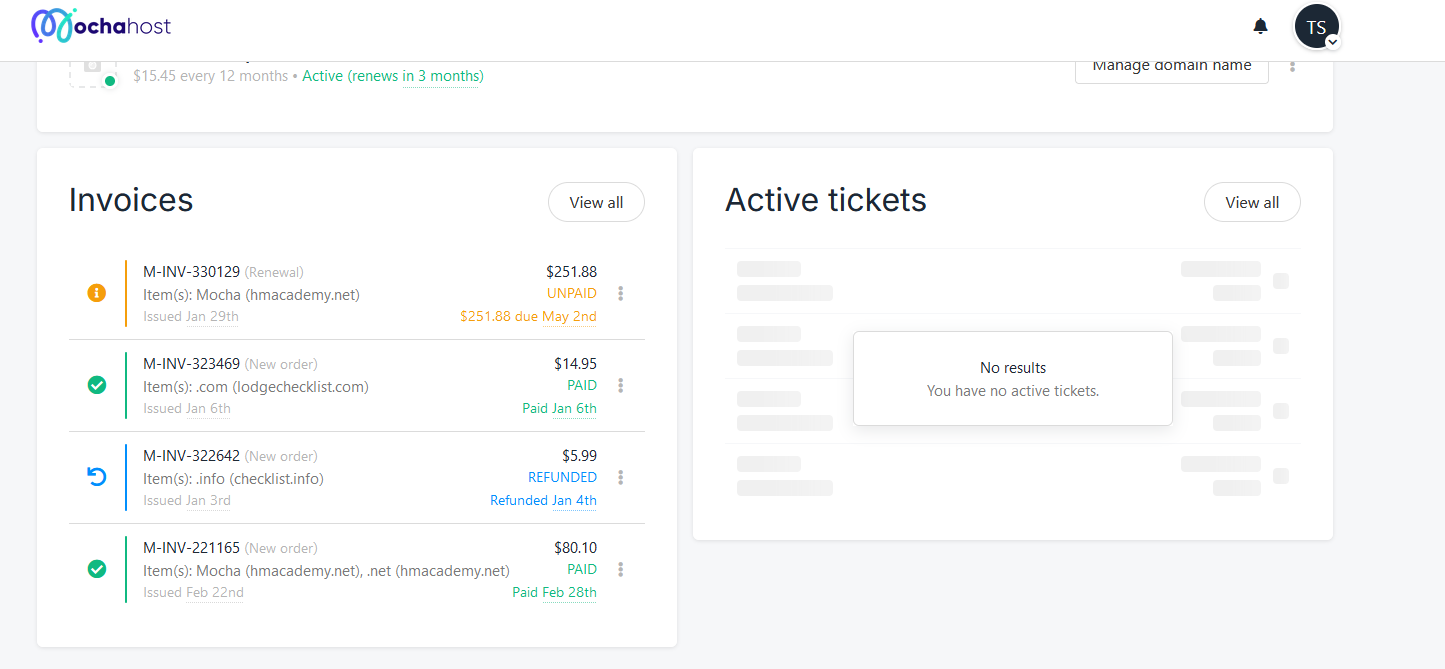 Mochahost
TS
$15.45 every 12 months • Active (renews in 3 months)
Manage domain name
Invoices
View all
M-INV-330129 (Renewal)
$251.88
Item(s): Mocha (hmacademy.net)
UNPAID
Issued Jan 29th
$251.88 due May 2nd
M-INV-323469 (New order)
$14.95
Item(s): .com (lodgechecklist.com)
PAID
Issued Jan 6th
Paid Jan 6th
M-INV-322642 (New order)
$5.99
Item(s): .info (checklist.info)
REFUNDED
Issued Jan 3rd
Refunded Jan 4th
M-INV-221165 (New order)
$80.10
Item(s): Mocha (hmacademy.net), .net (hmacademy.net)
PAID
Issued Feb 22nd
Paid Feb 28th
Active tickets
View all
No results
You have no active tickets.